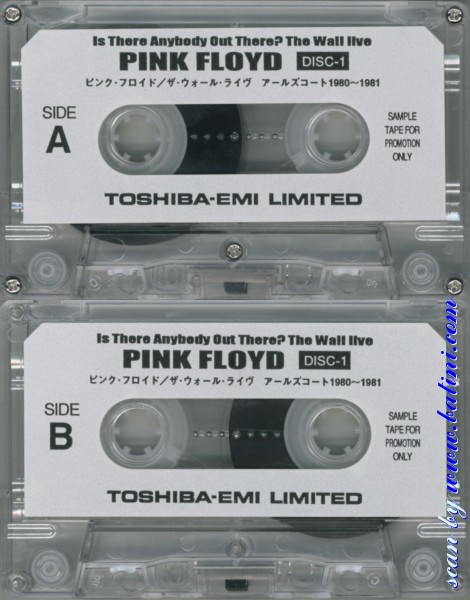 Is There Anybody Out There? The Wall live
PINK FLOYD DISC-1
ピンク・フロイド／ザ・ウォール・ライヴ アールズコート1980〜1981
SIDE
A
SAMPLE
TAPE FOR
PROMOTION
ONLY
TOSHIBA-EMI LIMITED
Is There Anybody Out There? The Wall live
PINK FLOYD DISC-1
ピンク・フロイド／ザ・ウォール・ライヴ アールズコート1980〜1981
SIDE
B
SAMPLE
TAPE FOR
PROMOTION
ONLY
TOSHIBA-EMI LIMITED
scan by www.batini.com